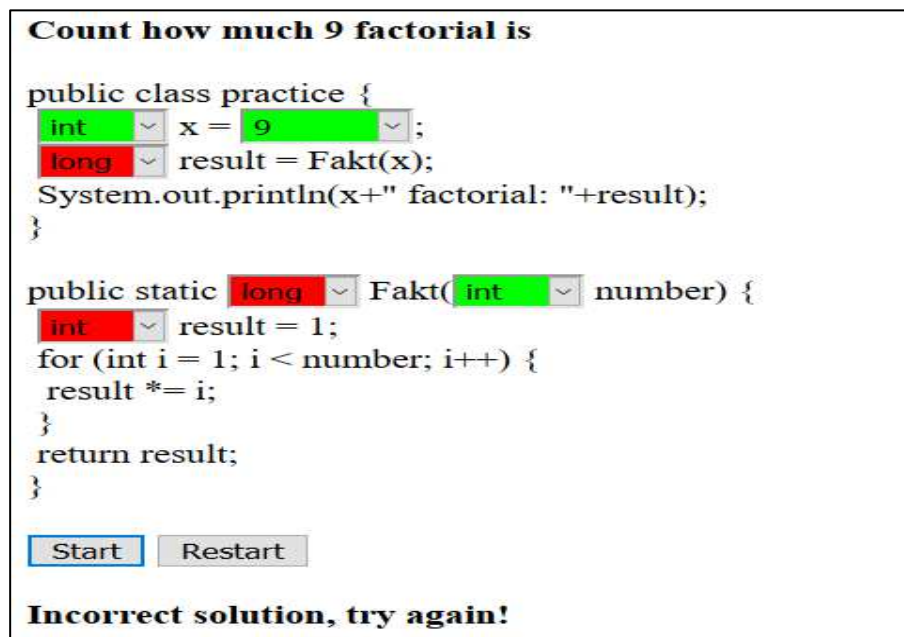 Count how much 9 factorial is
public class practice {
int x = 9 ;
long result = Fakt(x);
System.out.println(x+" factorial: "+result);
}
public static long Fakt( int number) {
int result = 1;
for (int i = 1; i < number; i++) {
result *= i;
}
return result;
}
Start Restart
Incorrect solution, try again!